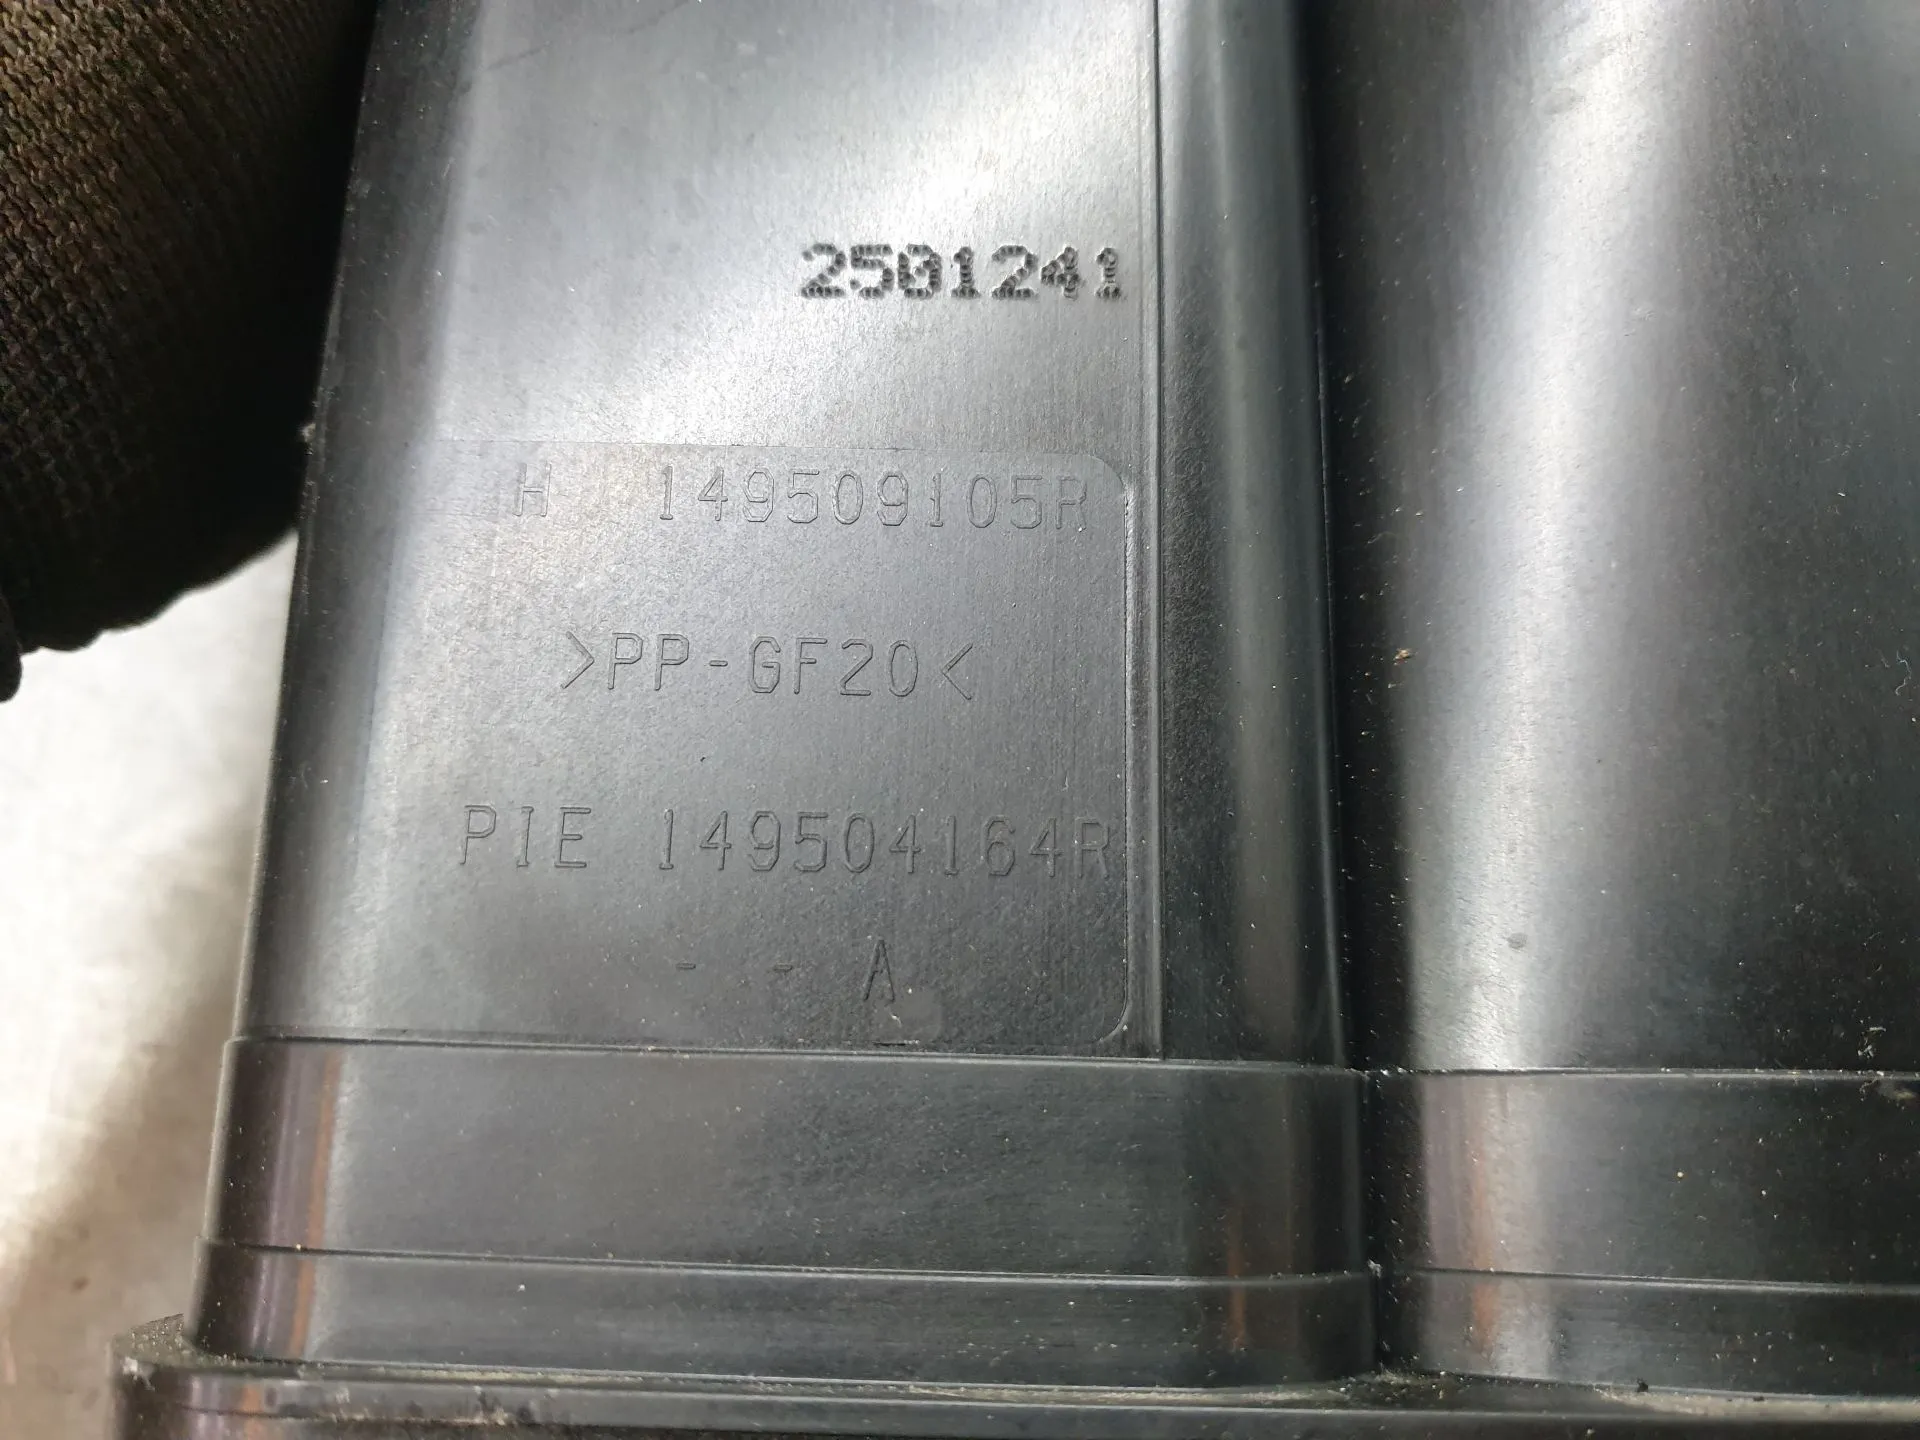 2501241
H 149509105R
>PP-GF20<
PIE 149504164R
- - A